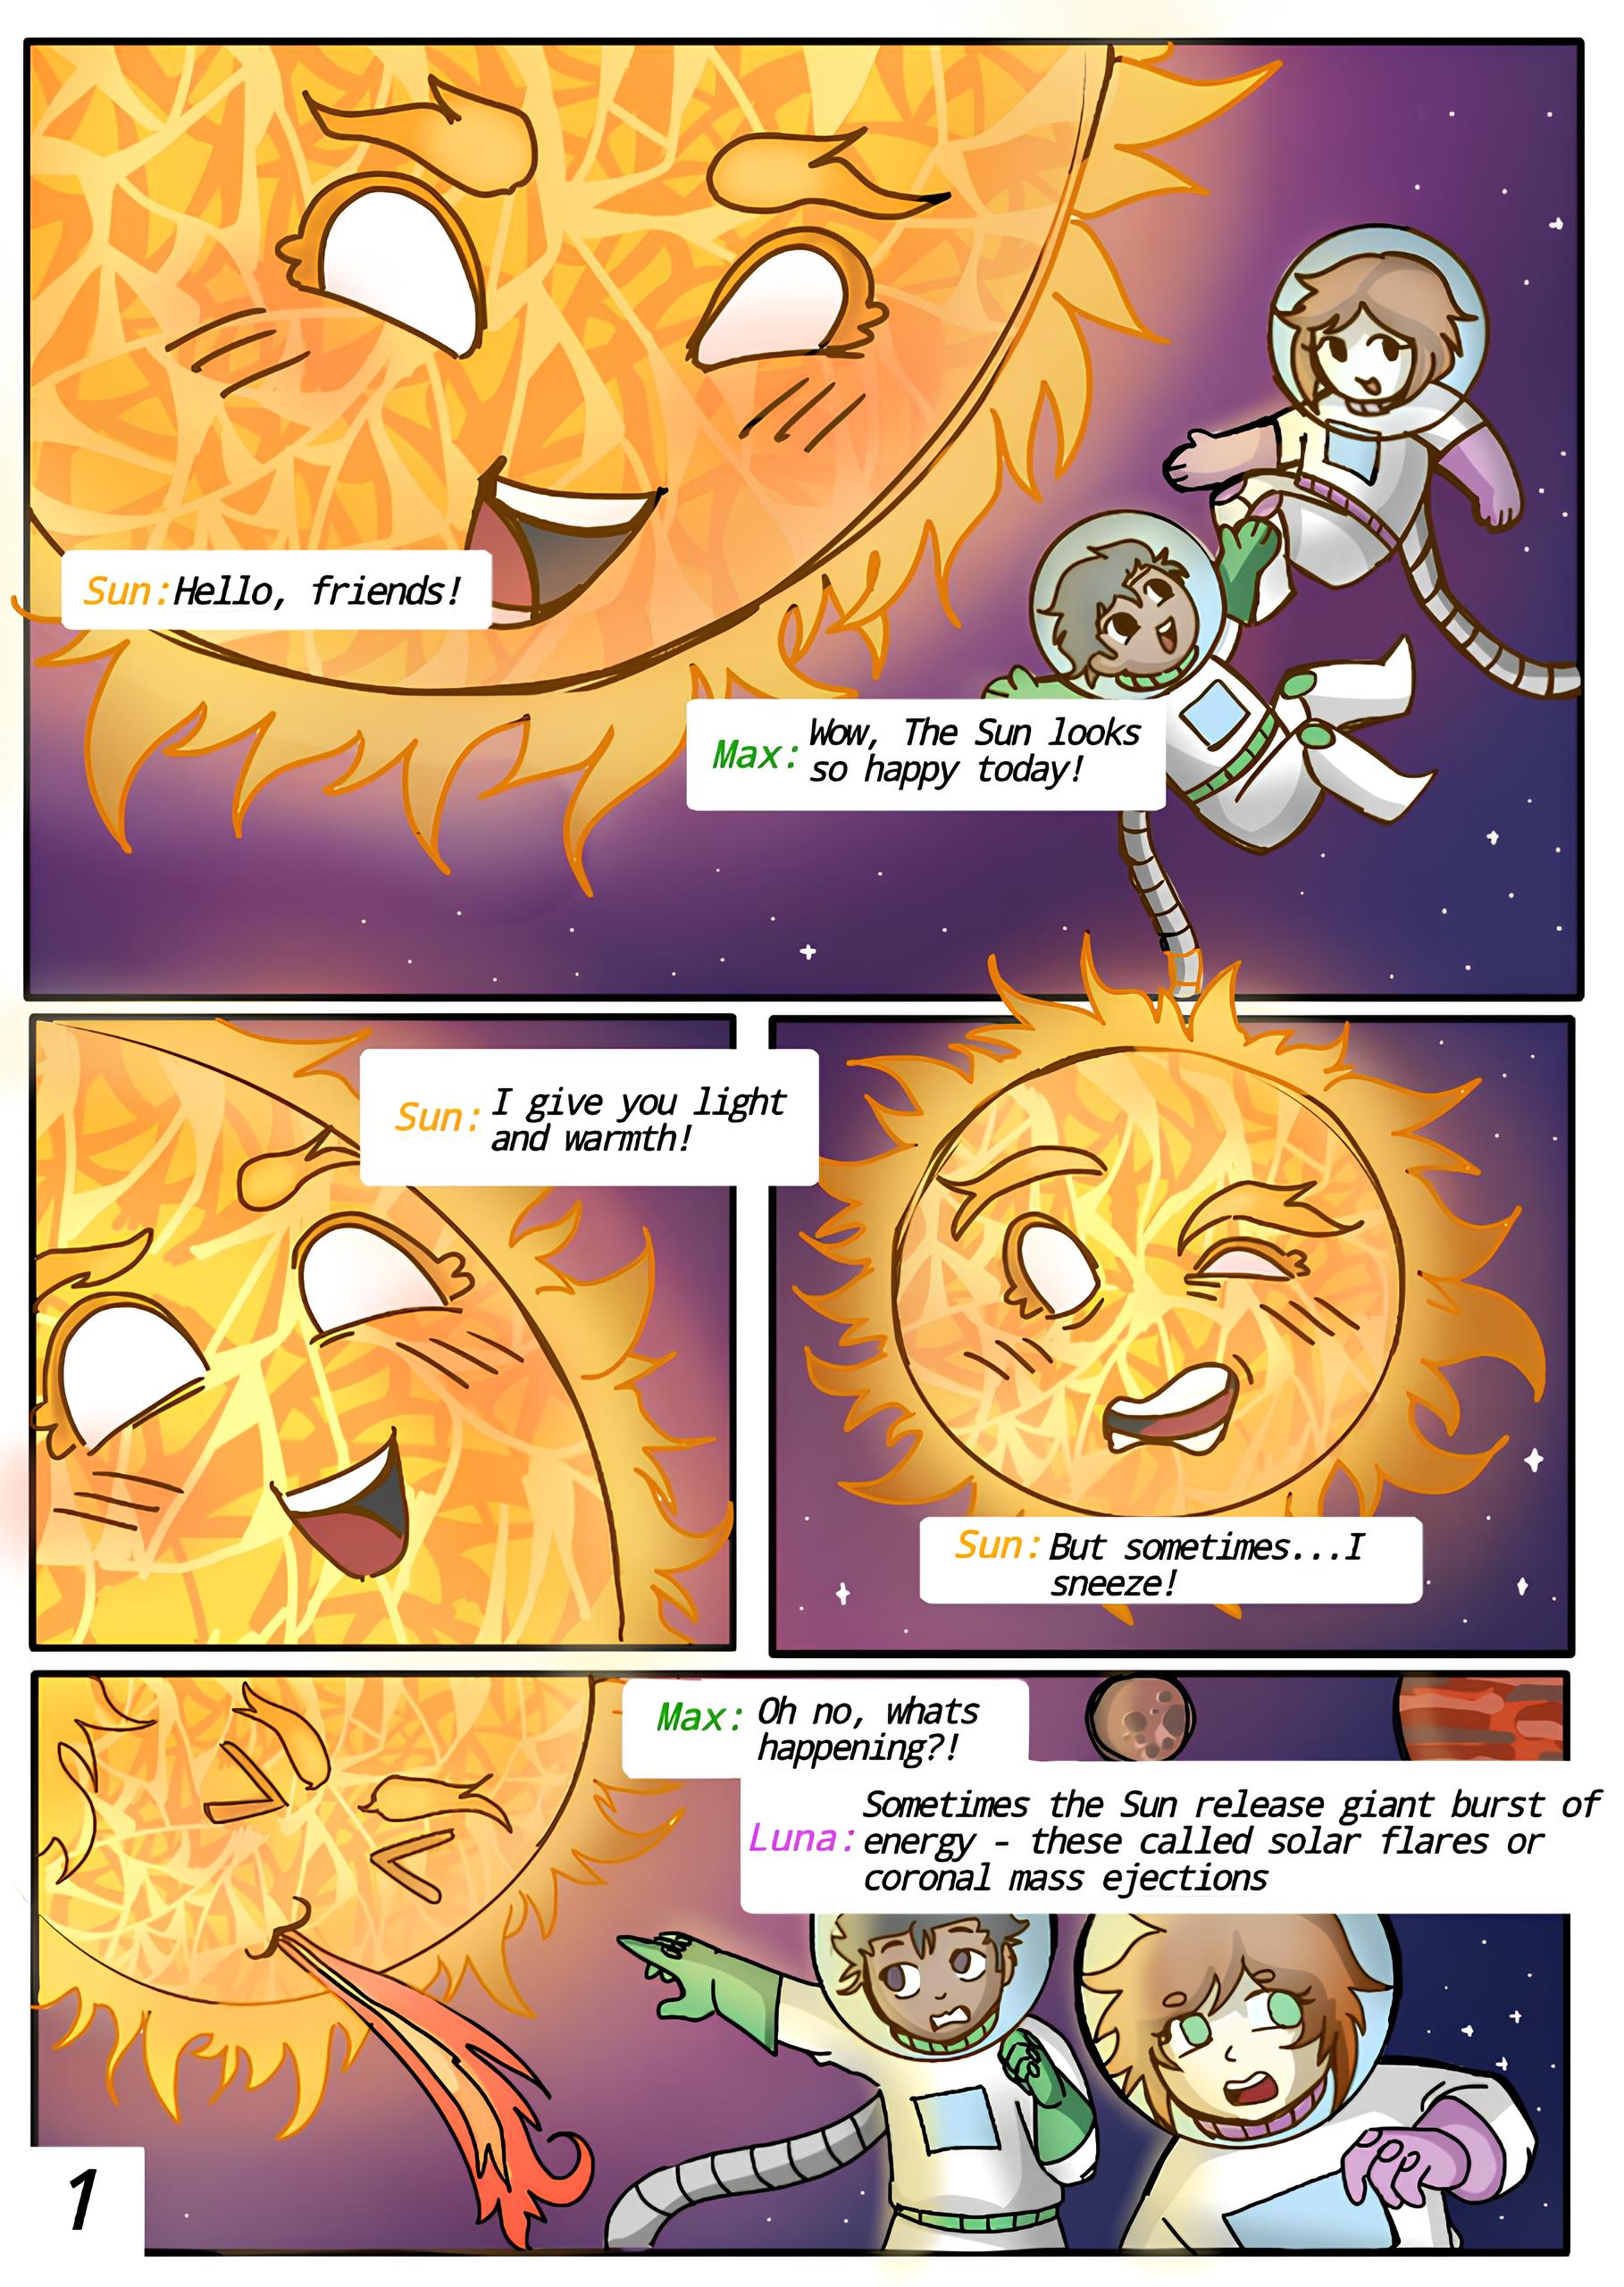 Sun: Hello, friends!
Max: Wow, The Sun looks
so happy today!
Sun: I give you light
and warmth!
Sun: But sometimes...I
sneeze!
Max: Oh no, whats
happening?!
Sometimes the Sun release giant burst of
Luna: energy - these called solar flares or
coronal mass ejections
1